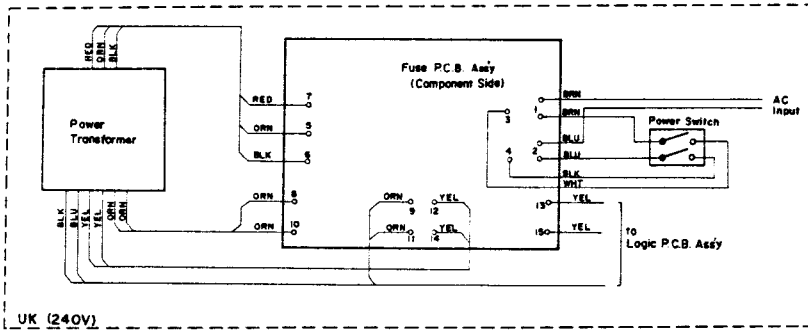 RED
ORN
BLK
Power
Transformer
BLK
BLU
YEL
YEL
ORN
ORN
Fuse P.C.B. Ass'y
(Component Side)
RED 7
ORN 5
BLK 6
ORN 8
ORN 10
ORN 9
12 YEL
ORN 11
14 YEL
3
4
1
2
BRN
BRN
BLU
BLU
BLK
WHT
AC
Input
Power Switch
13 YEL
15 YEL
TO
Logic P.C.B. Ass'y
UK (240V)